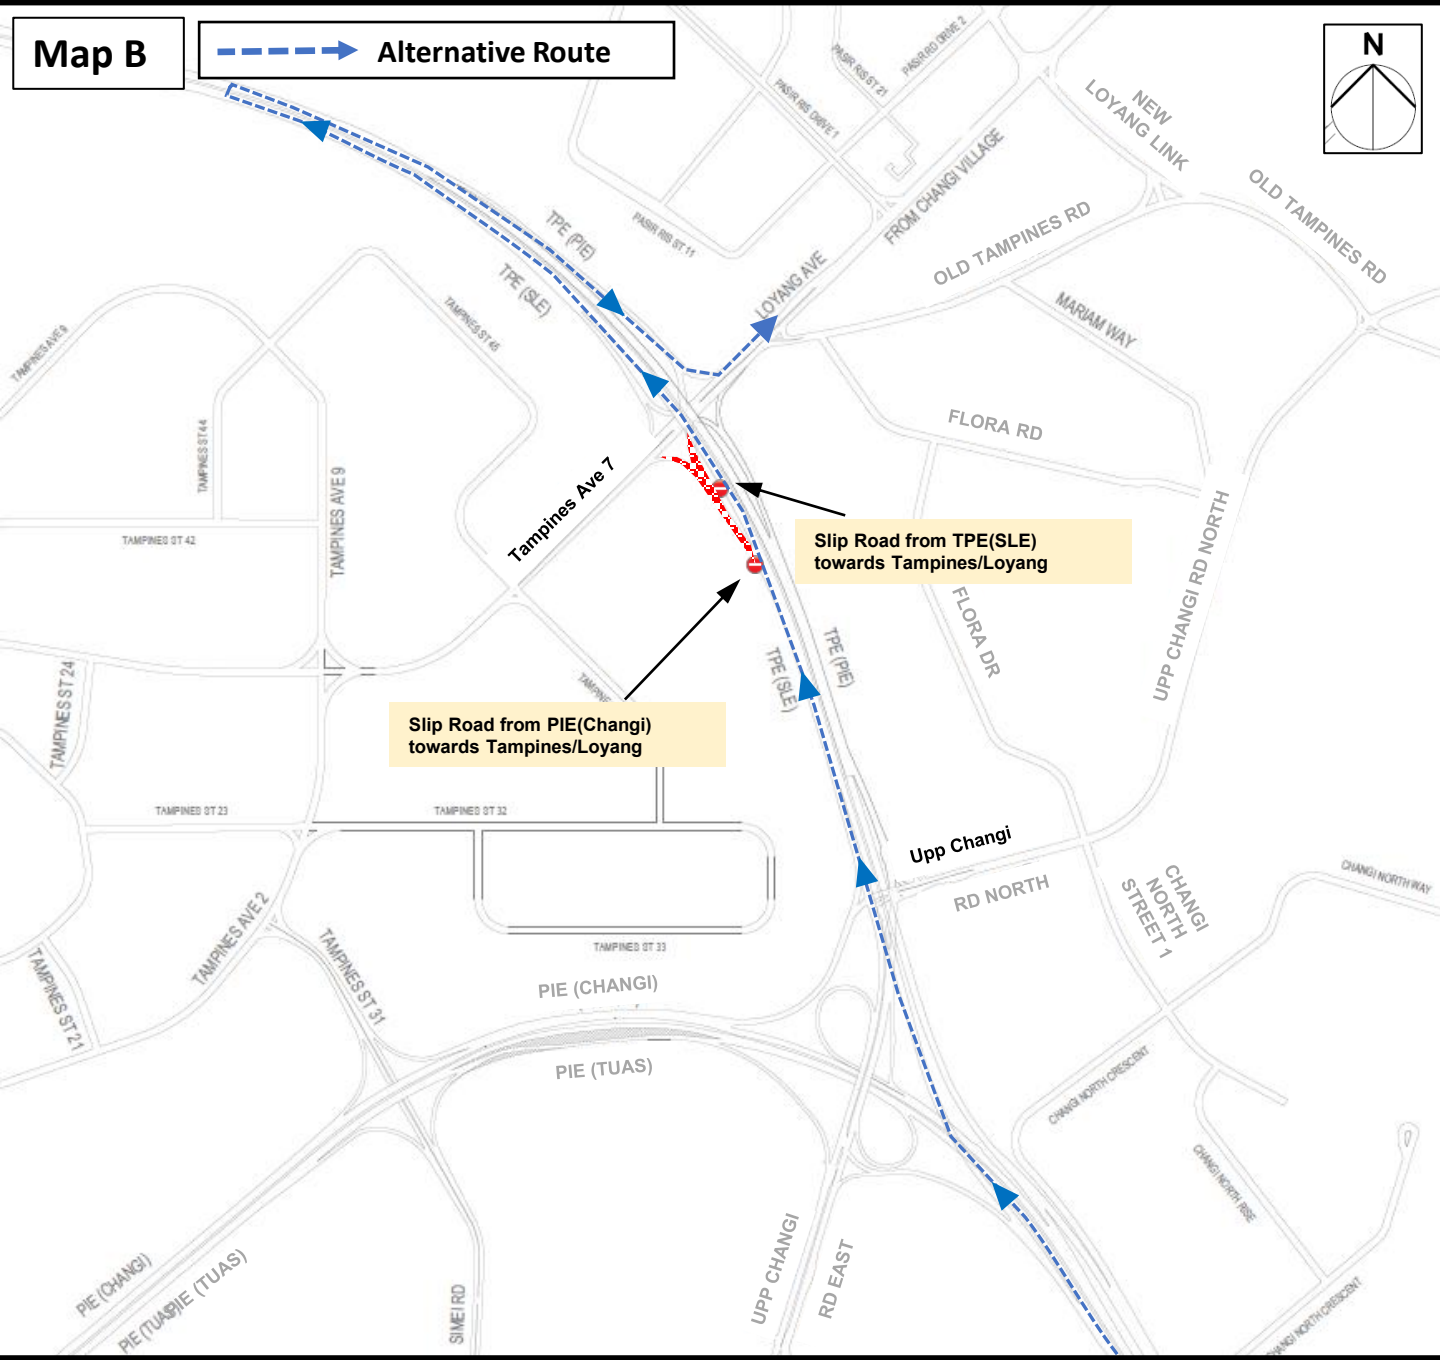 Map B
Alternative Route
N
PASIR RIS ST 21
PASIR RD DRIVE 2
PASIR RIS DRIVE 1
NEW
LOYANG LINK
FROM CHANGI VILLAGE
OLD TAMPINES RD
OLD TAMPINES RD
PASIR RIS ST 11
TPE (PIE)
TPE (SLE)
LOYANG AVE
MARIAM WAY
TAMPINES AVE 9
TAMPINES ST 45
TAMPINES ST 44
FLORA RD
TAMPINES AVE 9
Tampines Ave 7
TAMPINES ST 42
Slip Road from TPE(SLE)
towards Tampines/Loyang
UPP CHANGI RD NORTH
FLORA DR
TPE (PIE)
TPE (SLE)
TAMPINES ST 24
TAMPINE
Slip Road from PIE(Changi)
towards Tampines/Loyang
TAMPINES ST 23
TAMPINES ST 32
Upp Changi
RD NORTH
CHANGI
NORTH
STREET 1
CHANGI NORTH WAY
TAMPINES AVE 2
TAMPINES ST 31
TAMPINES ST 33
TAMPINES ST 21
PIE (CHANGI)
PIE (TUAS)
CHANGI NORTH CRESCENT
CHANGI NORTH RISE
UPP CHANGI
RD EAST
PIE (CHANGI)
PIE (TUAS)
PIE (TUAS)
SIMEI RD
CHANGI NORTH CRESCENT